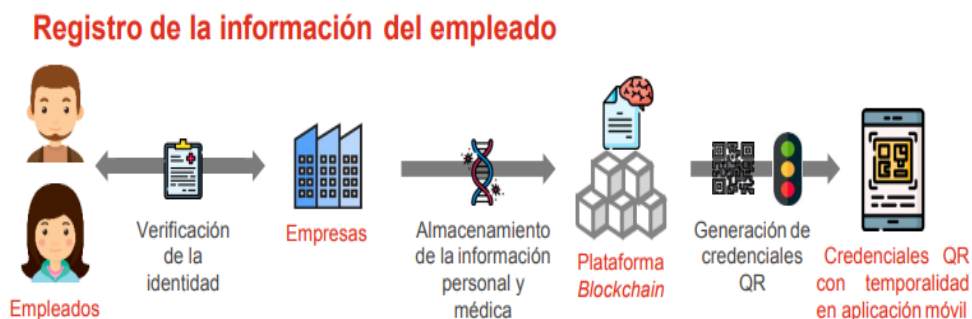 Registro de la información del empleado
Empleados
Verificación
de la
identidad
Empresas
Almacenamiento
de la información
personal y
médica
Plataforma
Blockchain
Generación de
credenciales
QR
Credenciales QR
con temporalidad
en aplicación móvil